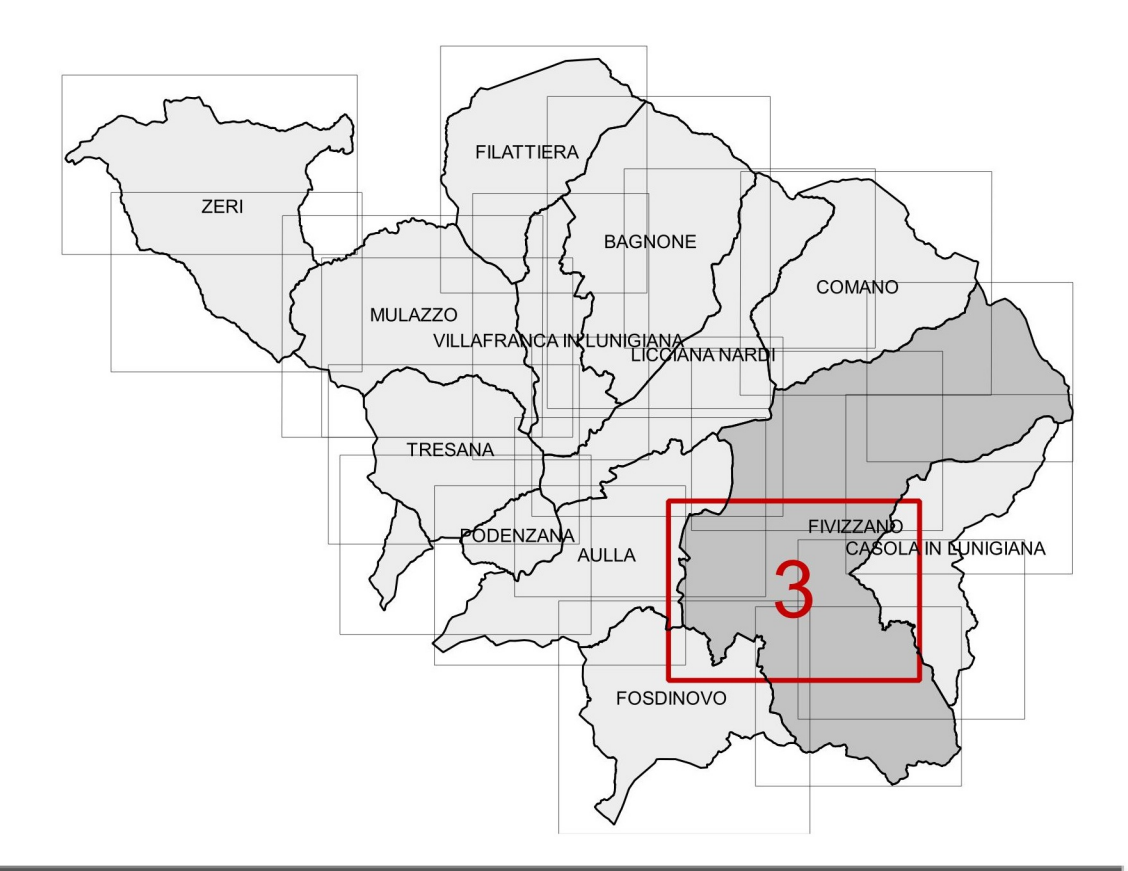 FILATTIERA
ZERI
BAGNONE
COMANO
MULAZZO
VILLAFRANCA IN LUNIGIANA
LICCIANA NARDI
TRESANA
FIVIZZANO
PODENZANA
CASOLA IN LUNIGIANA
AULLA
3
FOSDINOVO